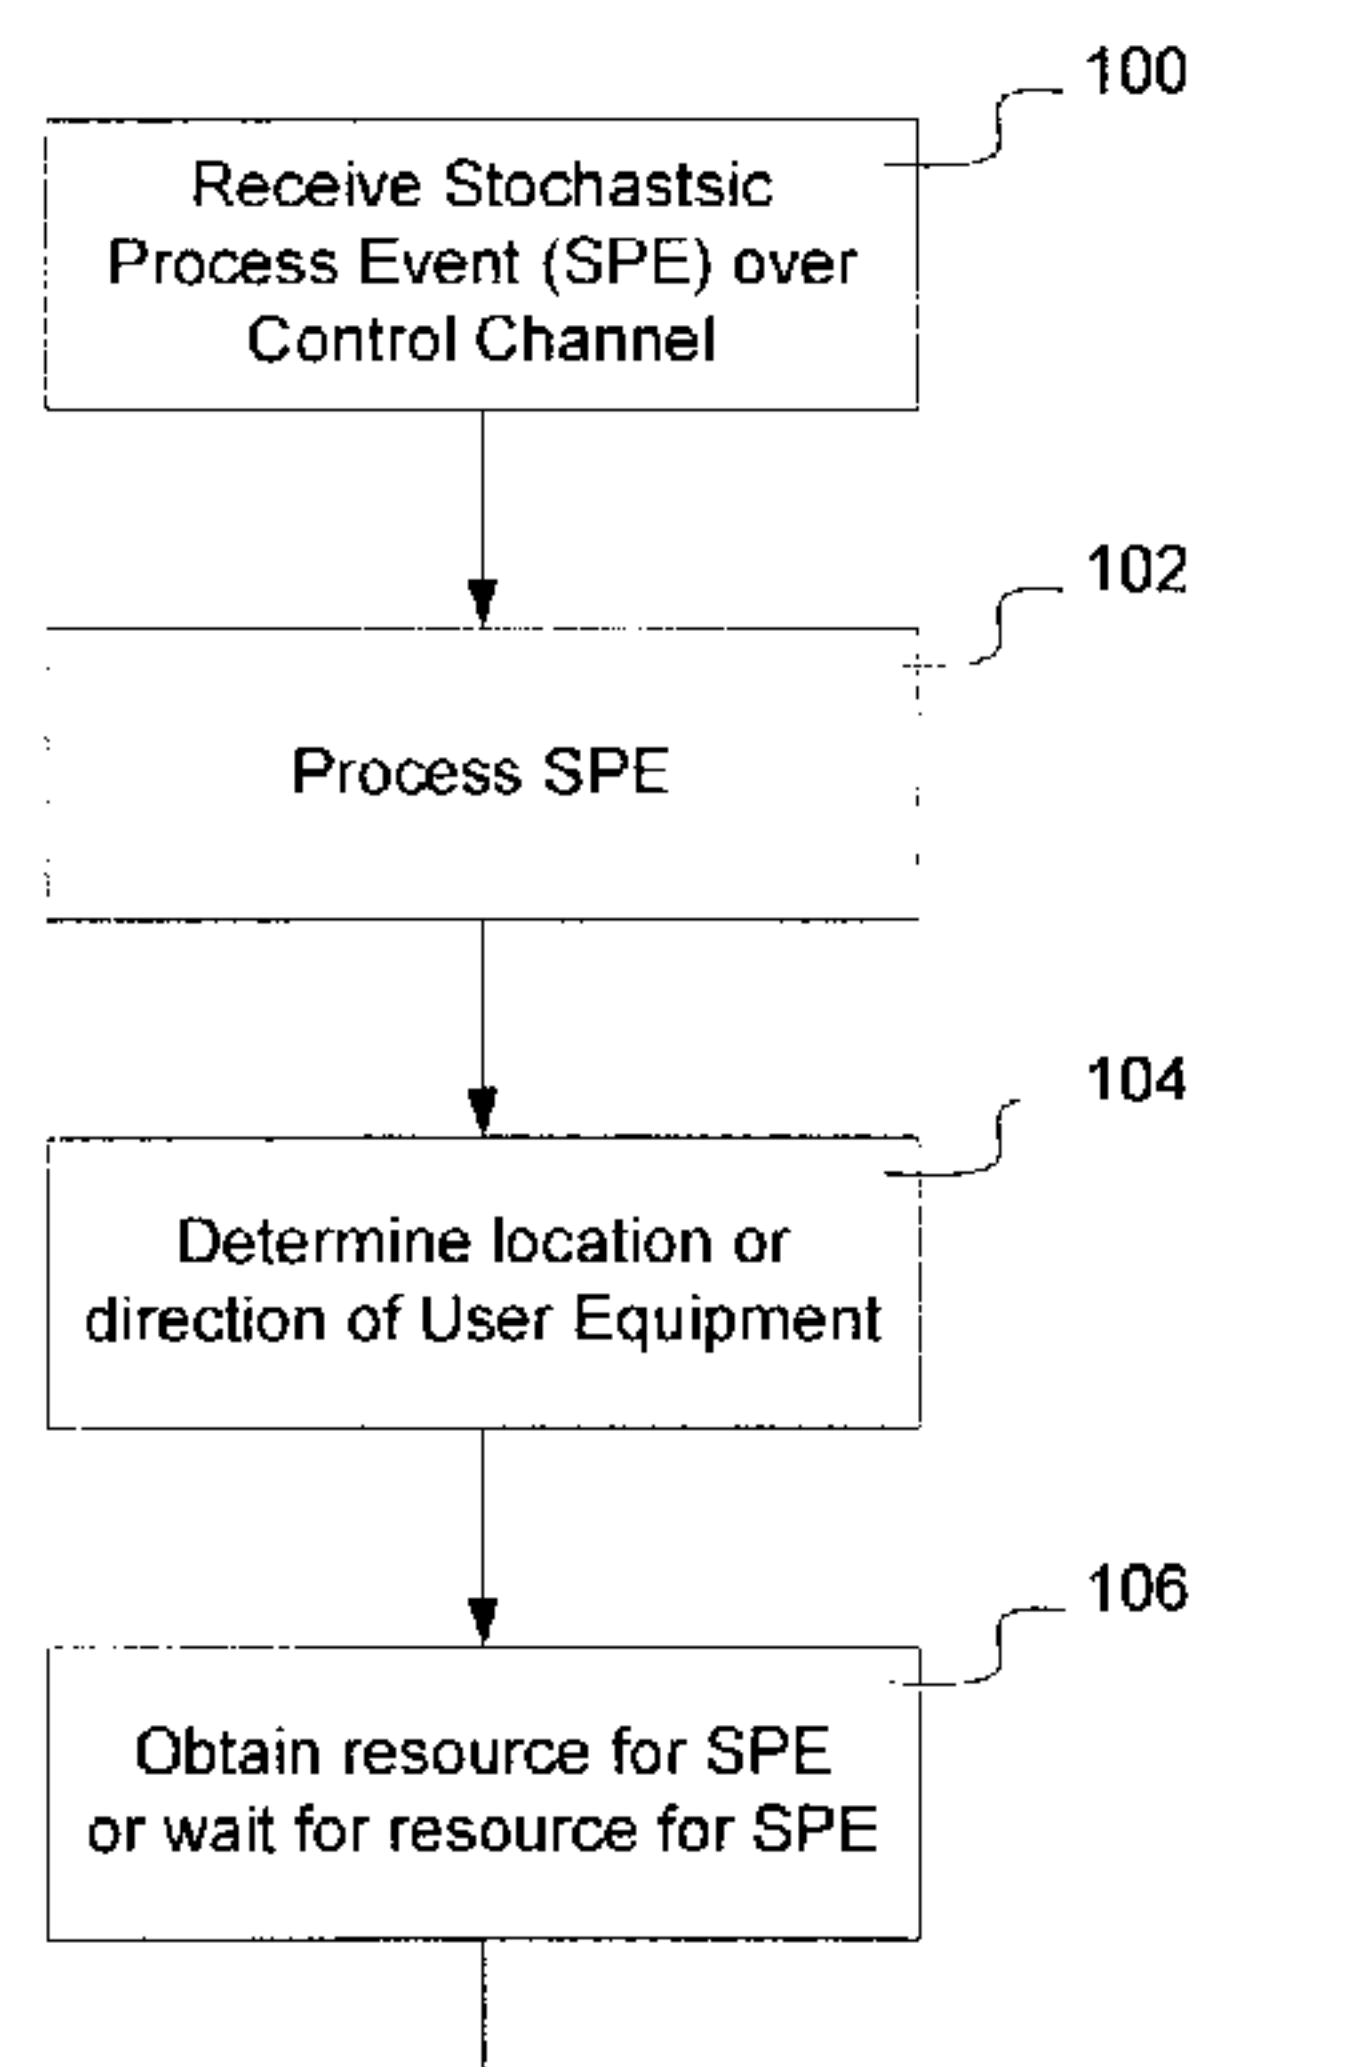 100
Receive Stochastsic
Process Event (SPE) over
Control Channel
102
Process SPE
104
Determine location or
direction of User Equipment
106
Obtain resource for SPE
or wait for resource for SPE